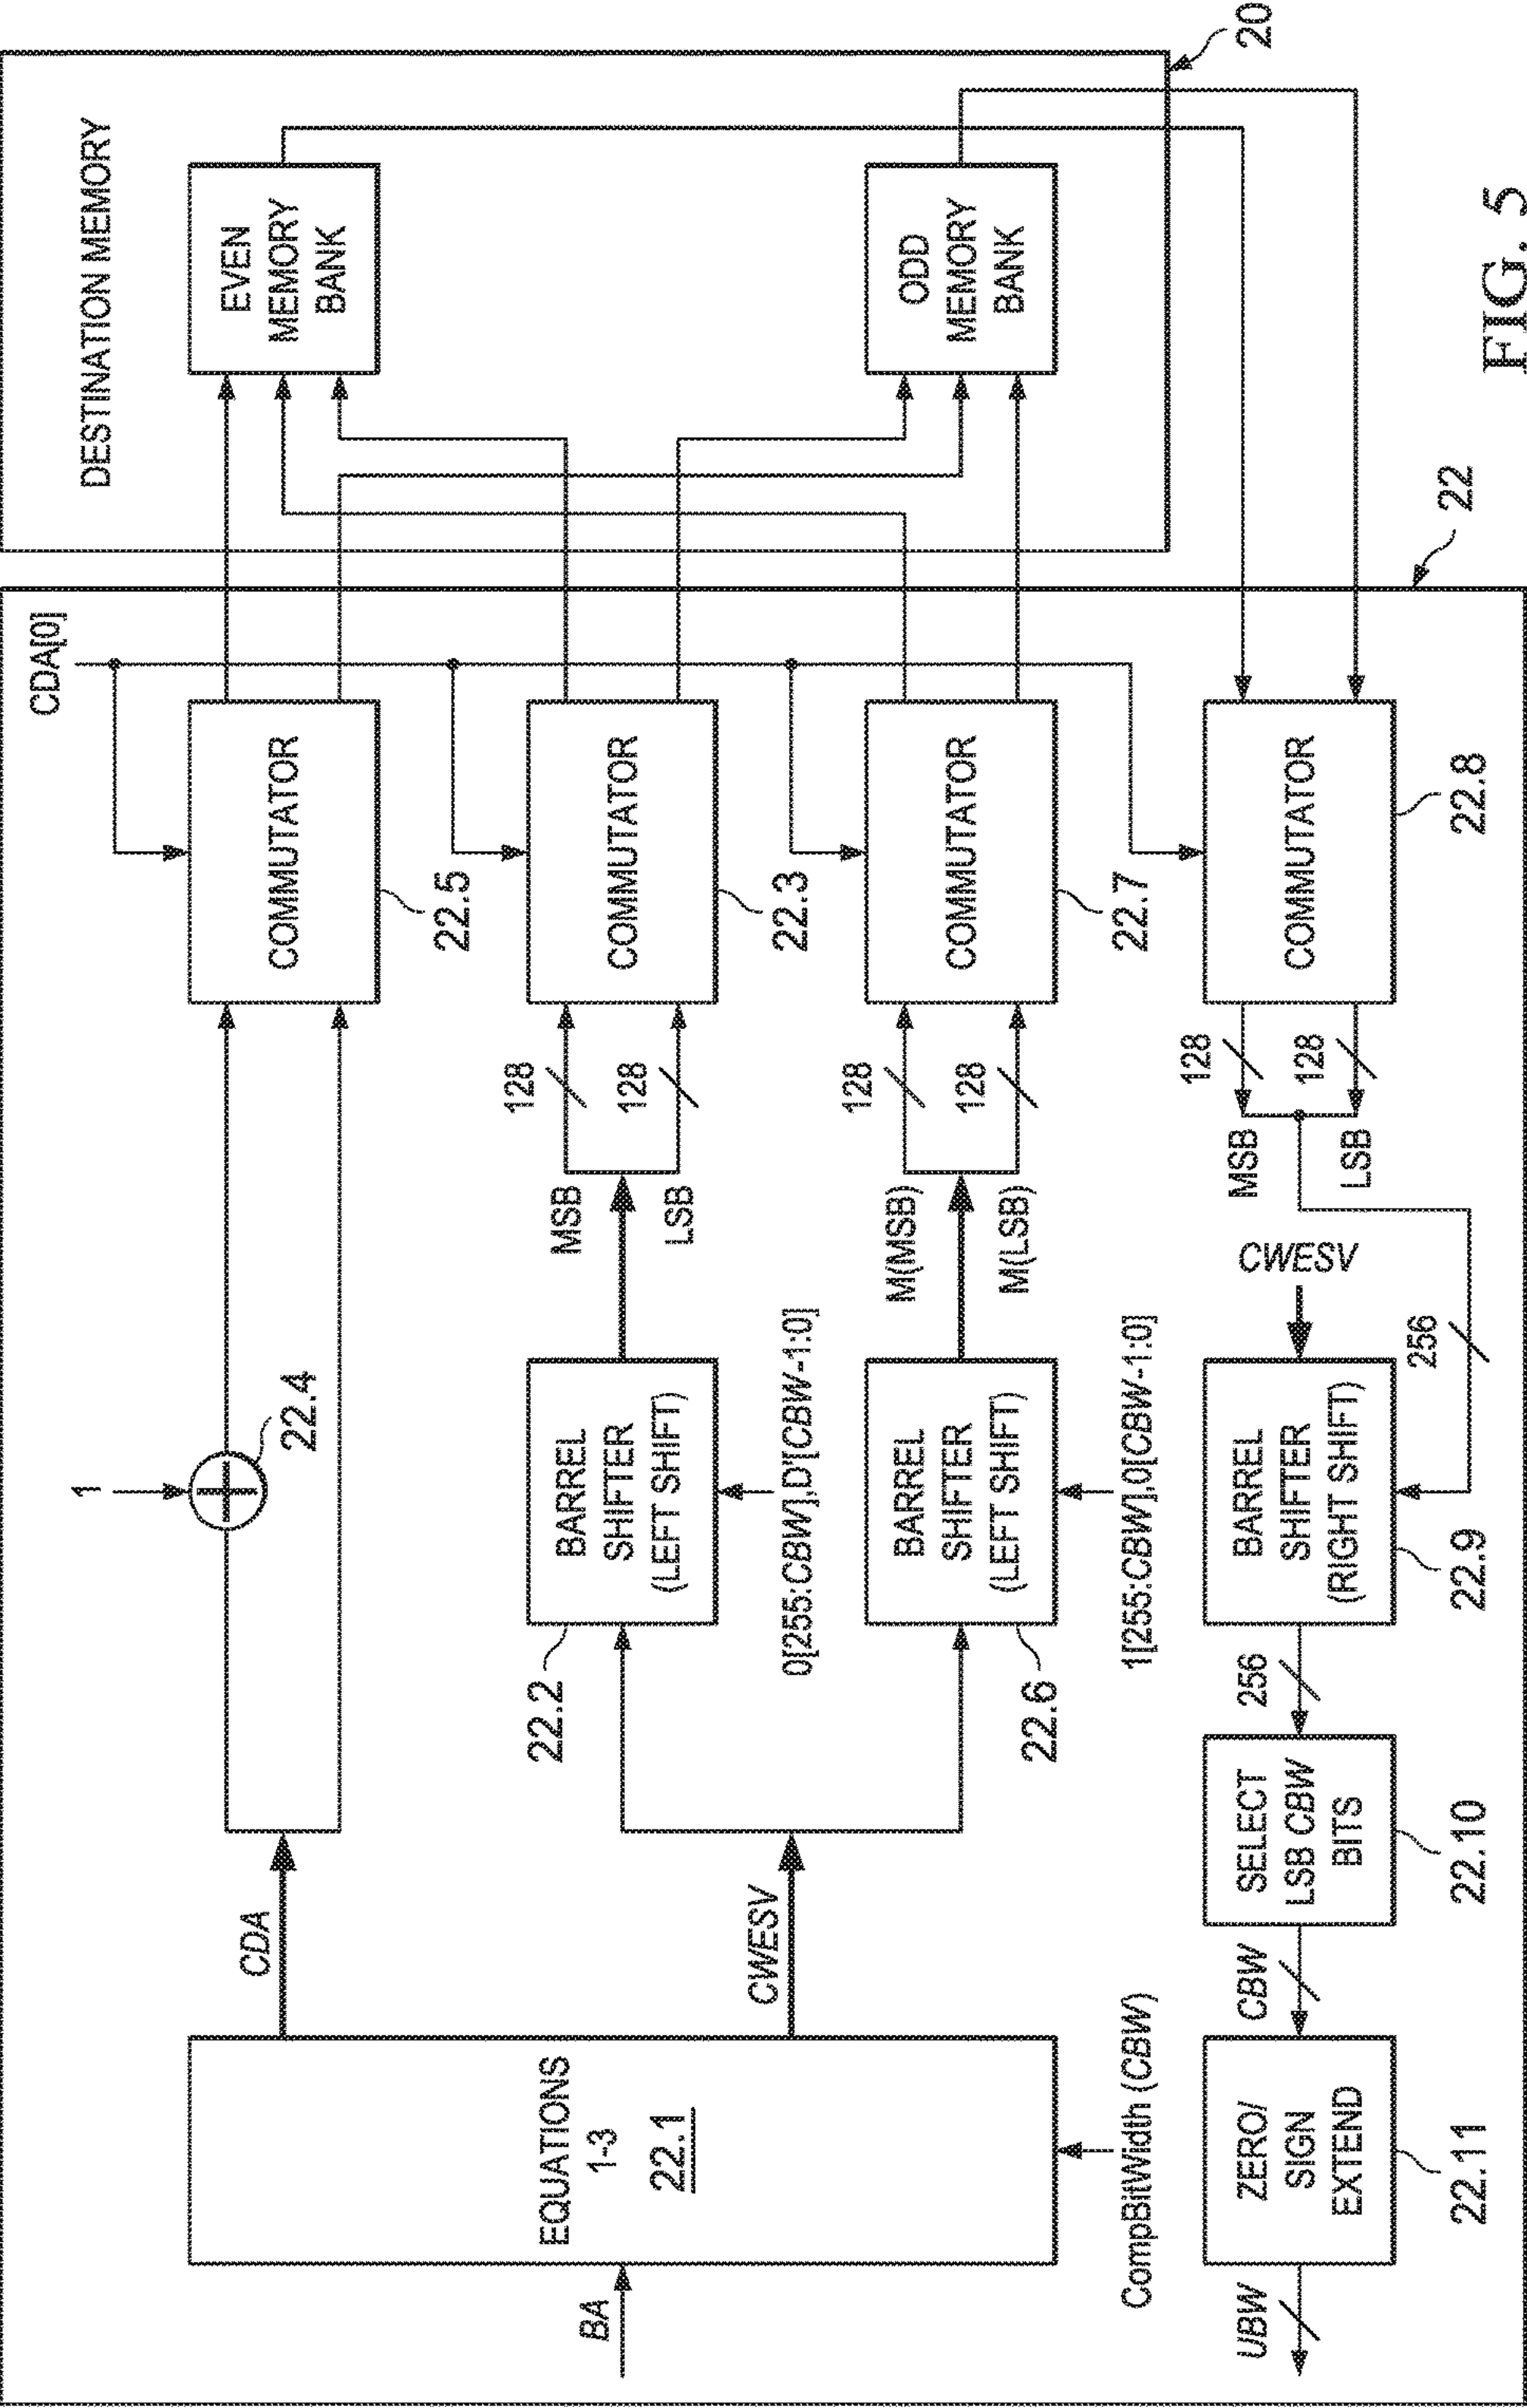 DESTINATION MEMORY
20
EVEN
MEMORY
BANK
ODD
MEMORY
BANK
FIG. 5
22
CDA[0]
COMMUTATOR
22.5
COMMUTATOR
22.3
COMMUTATOR
22.7
COMMUTATOR
22.8
1
22.4
MSB
128
LSB
128
M(MSB)
128
M(LSB)
128
MSB
128
LSB
128
BARREL
SHIFTER
(LEFT SHIFT)
22.2
0[255:CBW],D'[CBW-1:0]
BARREL
SHIFTER
(LEFT SHIFT)
22.6
1[255:CBW],0[CBW-1:0]
CWESV
256
BARREL
SHIFTER
(RIGHT SHIFT)
22.9
256
SELECT
LSB CBW
BITS
22.10
CBW
ZERO/
SIGN
EXTEND
22.11
UBW
CDA
CWESV
EQUATIONS
1-3
22.1
BA
CompBitWidth (CBW)